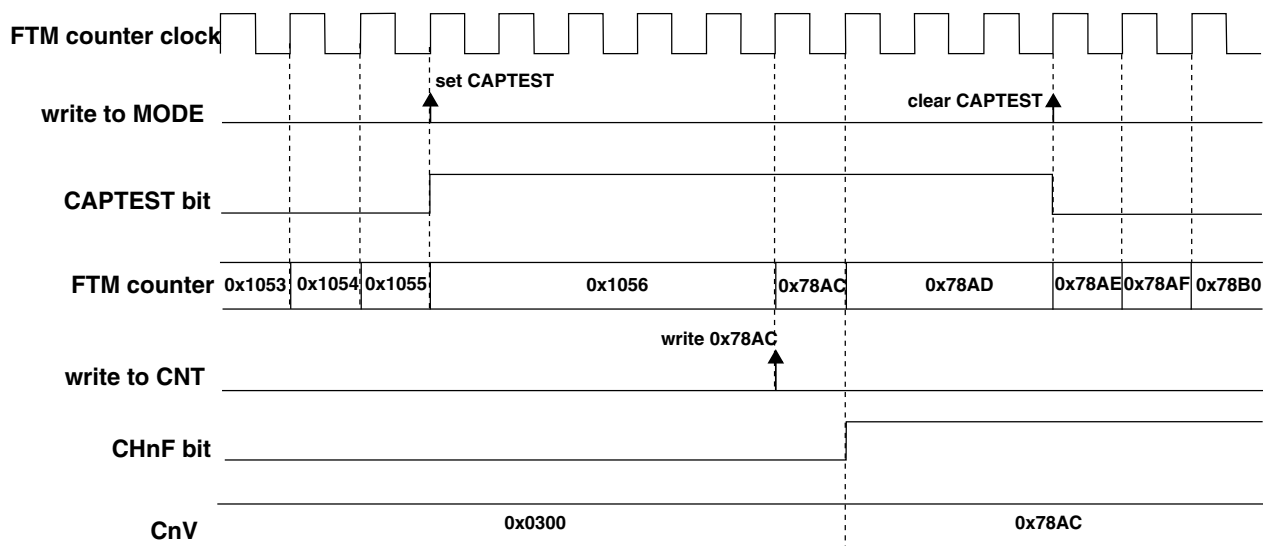 FTM counter clock
set CAPTEST
write to MODE
clear CAPTEST
CAPTEST bit
FTM counter 0x1053 0x1054 0x1055 0x1056 0x78AC 0x78AD 0x78AE 0x78AF 0x78B0
write 0x78AC
write to CNT
CHnF bit
CnV 0x0300 0x78AC